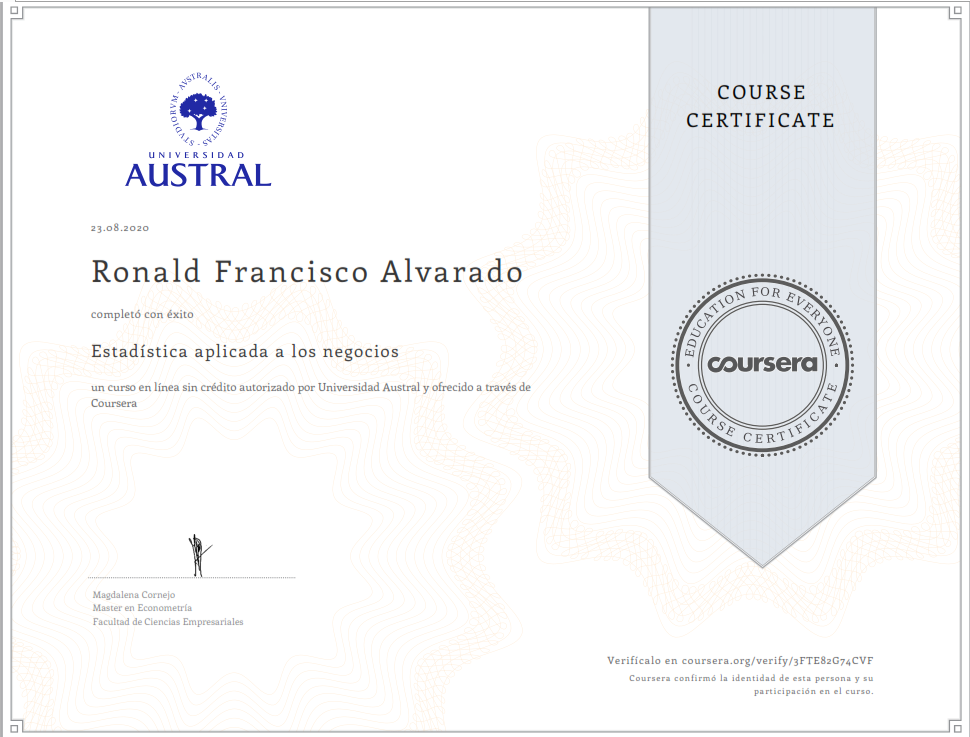 STVDIORVM · AVSTRALIS · VNIVERSITAS
UNIVERSIDAD
AUSTRAL
COURSE
CERTIFICATE
23.08.2020
Ronald Francisco Alvarado
completó con éxito
Estadística aplicada a los negocios
un curso en línea sin crédito autorizado por Universidad Austral y ofrecido a través de
Coursera
EDUCATION FOR EVERYONE
coursera
COURSE CERTIFICATE
Magdalena Cornejo
Master en Econometría
Facultad de Ciencias Empresariales
Verifícalo en coursera.org/verify/3FTE82G74CVF
Coursera confirmó la identidad de esta persona y su
participación en el curso.